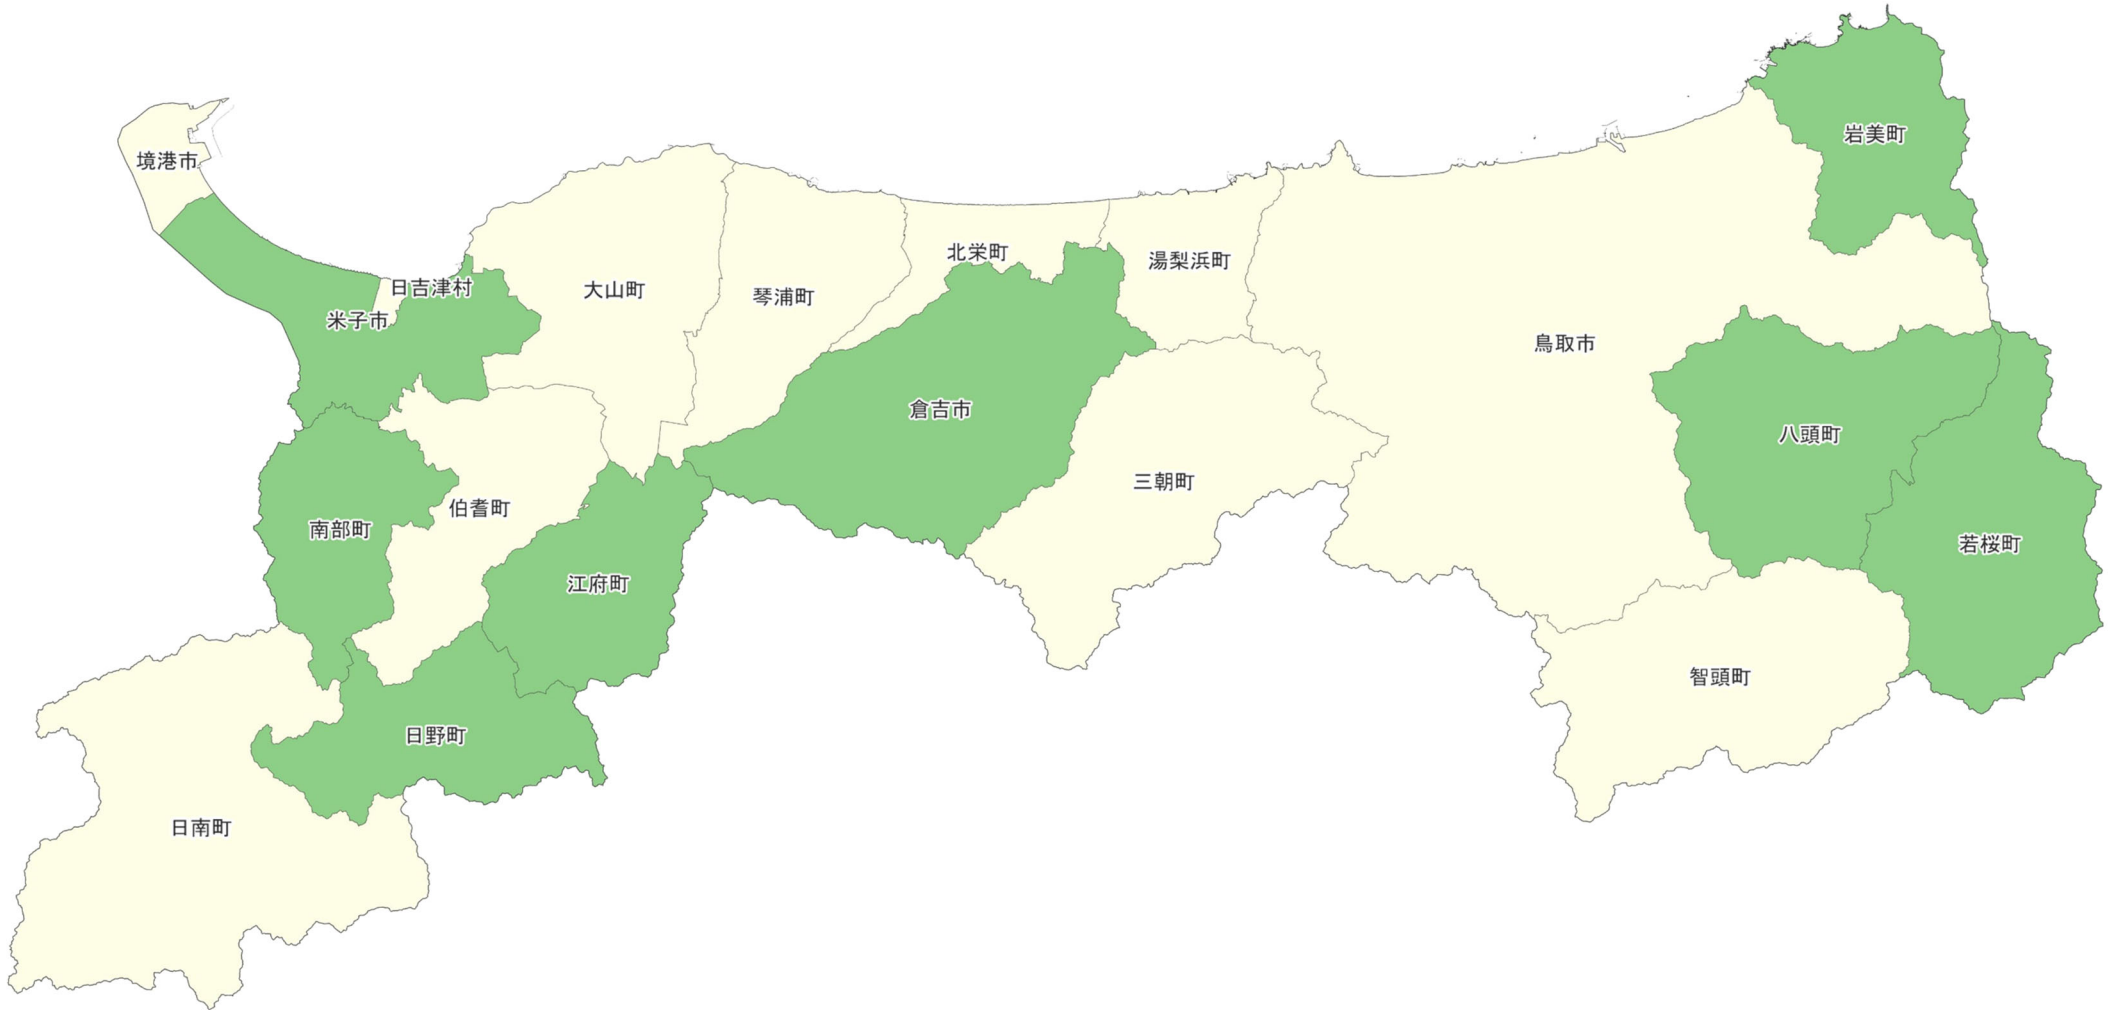 岩美町
境港市
北栄町
湯梨浜町
日吉津村
大山町
琴浦町
米子市
鳥取市
倉吉市
八頭町
三朝町
伯耆町
南部町
若桜町
江府町
智頭町
日野町
日南町